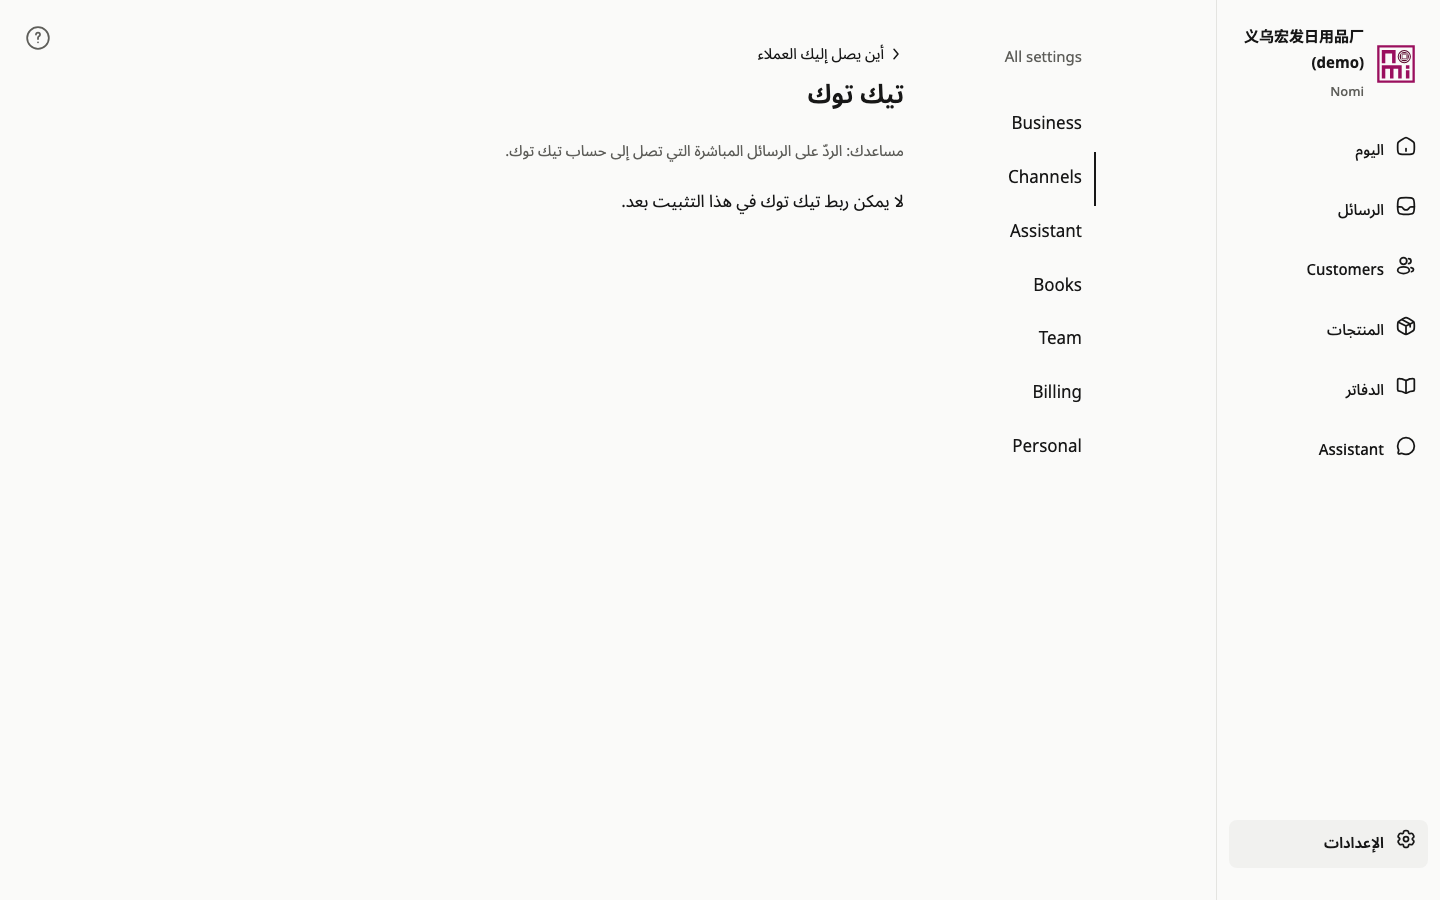 义乌宏发日用品厂
(demo)
Nomi
اليوم
الرسائل
Customers
المنتجات
الدفاتر
Assistant
الإعدادات
All settings
Business
Channels
Assistant
Books
Team
Billing
Personal
أين يصل إليك العملاء
تيك توك
مساعدك: الردّ على الرسائل المباشرة التي تصل إلى حساب تيك توك.
لا يمكن ربط تيك توك في هذا التثبيت بعد.
?